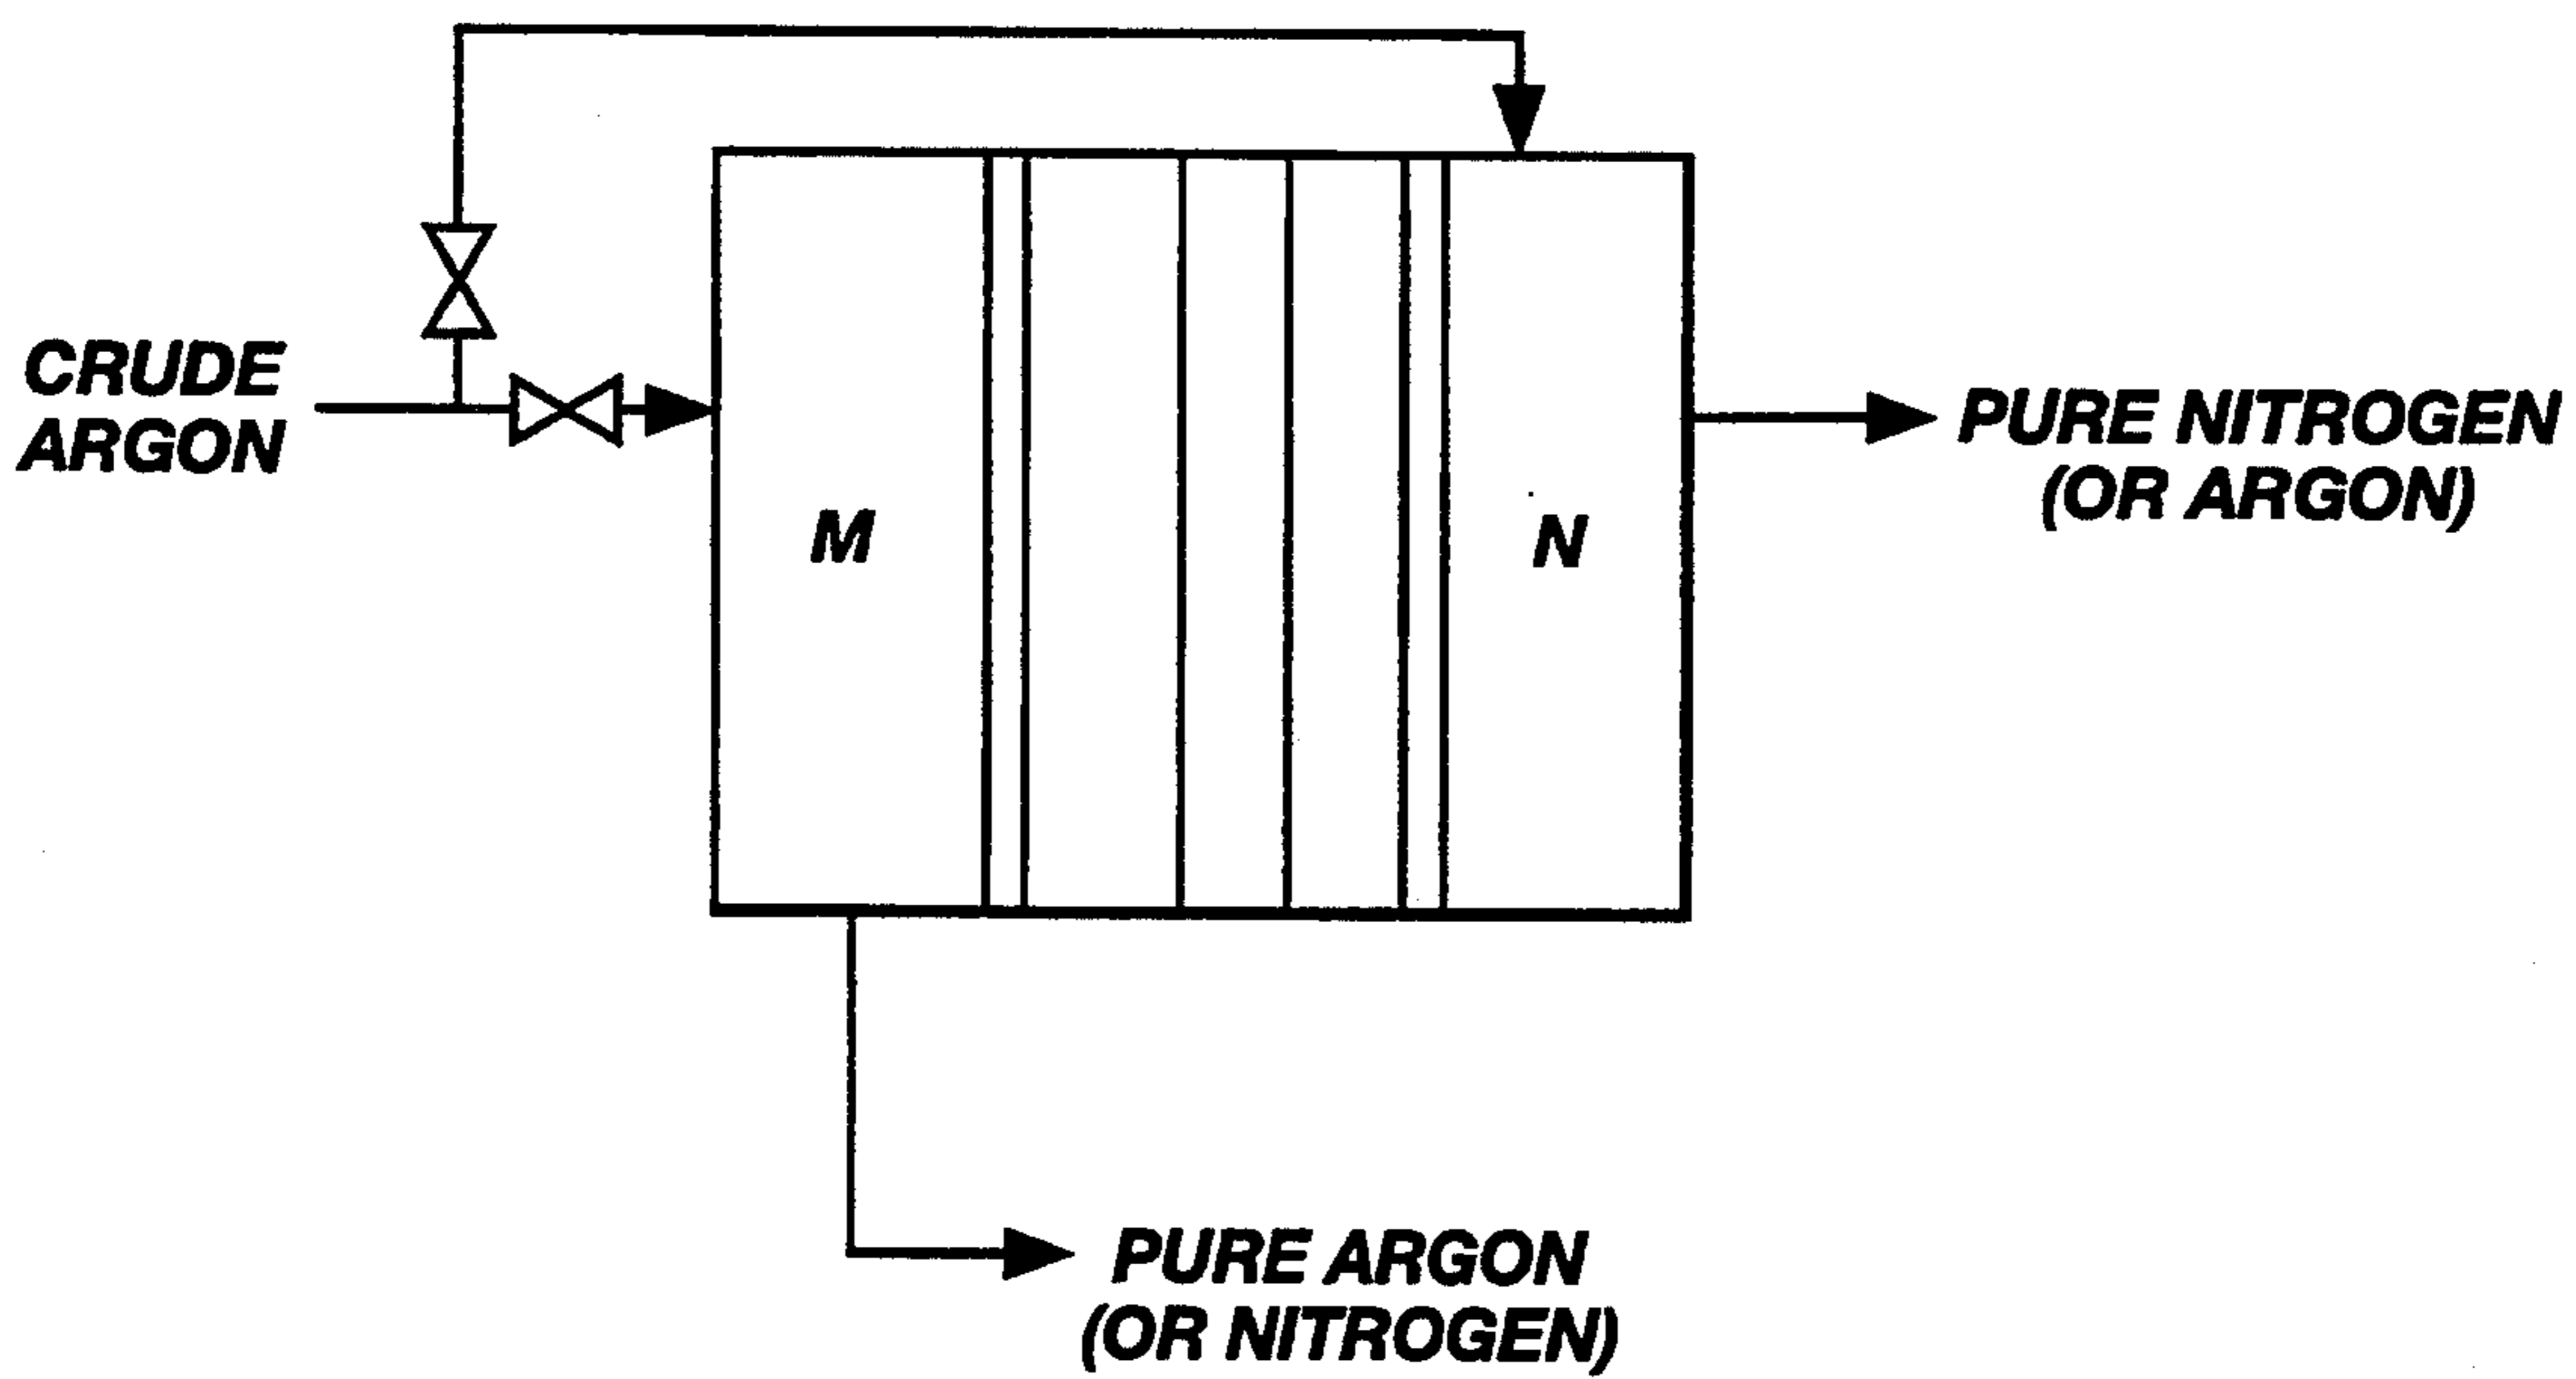 CRUDE
ARGON
M
N
PURE NITROGEN
(OR ARGON)
PURE ARGON
(OR NITROGEN)